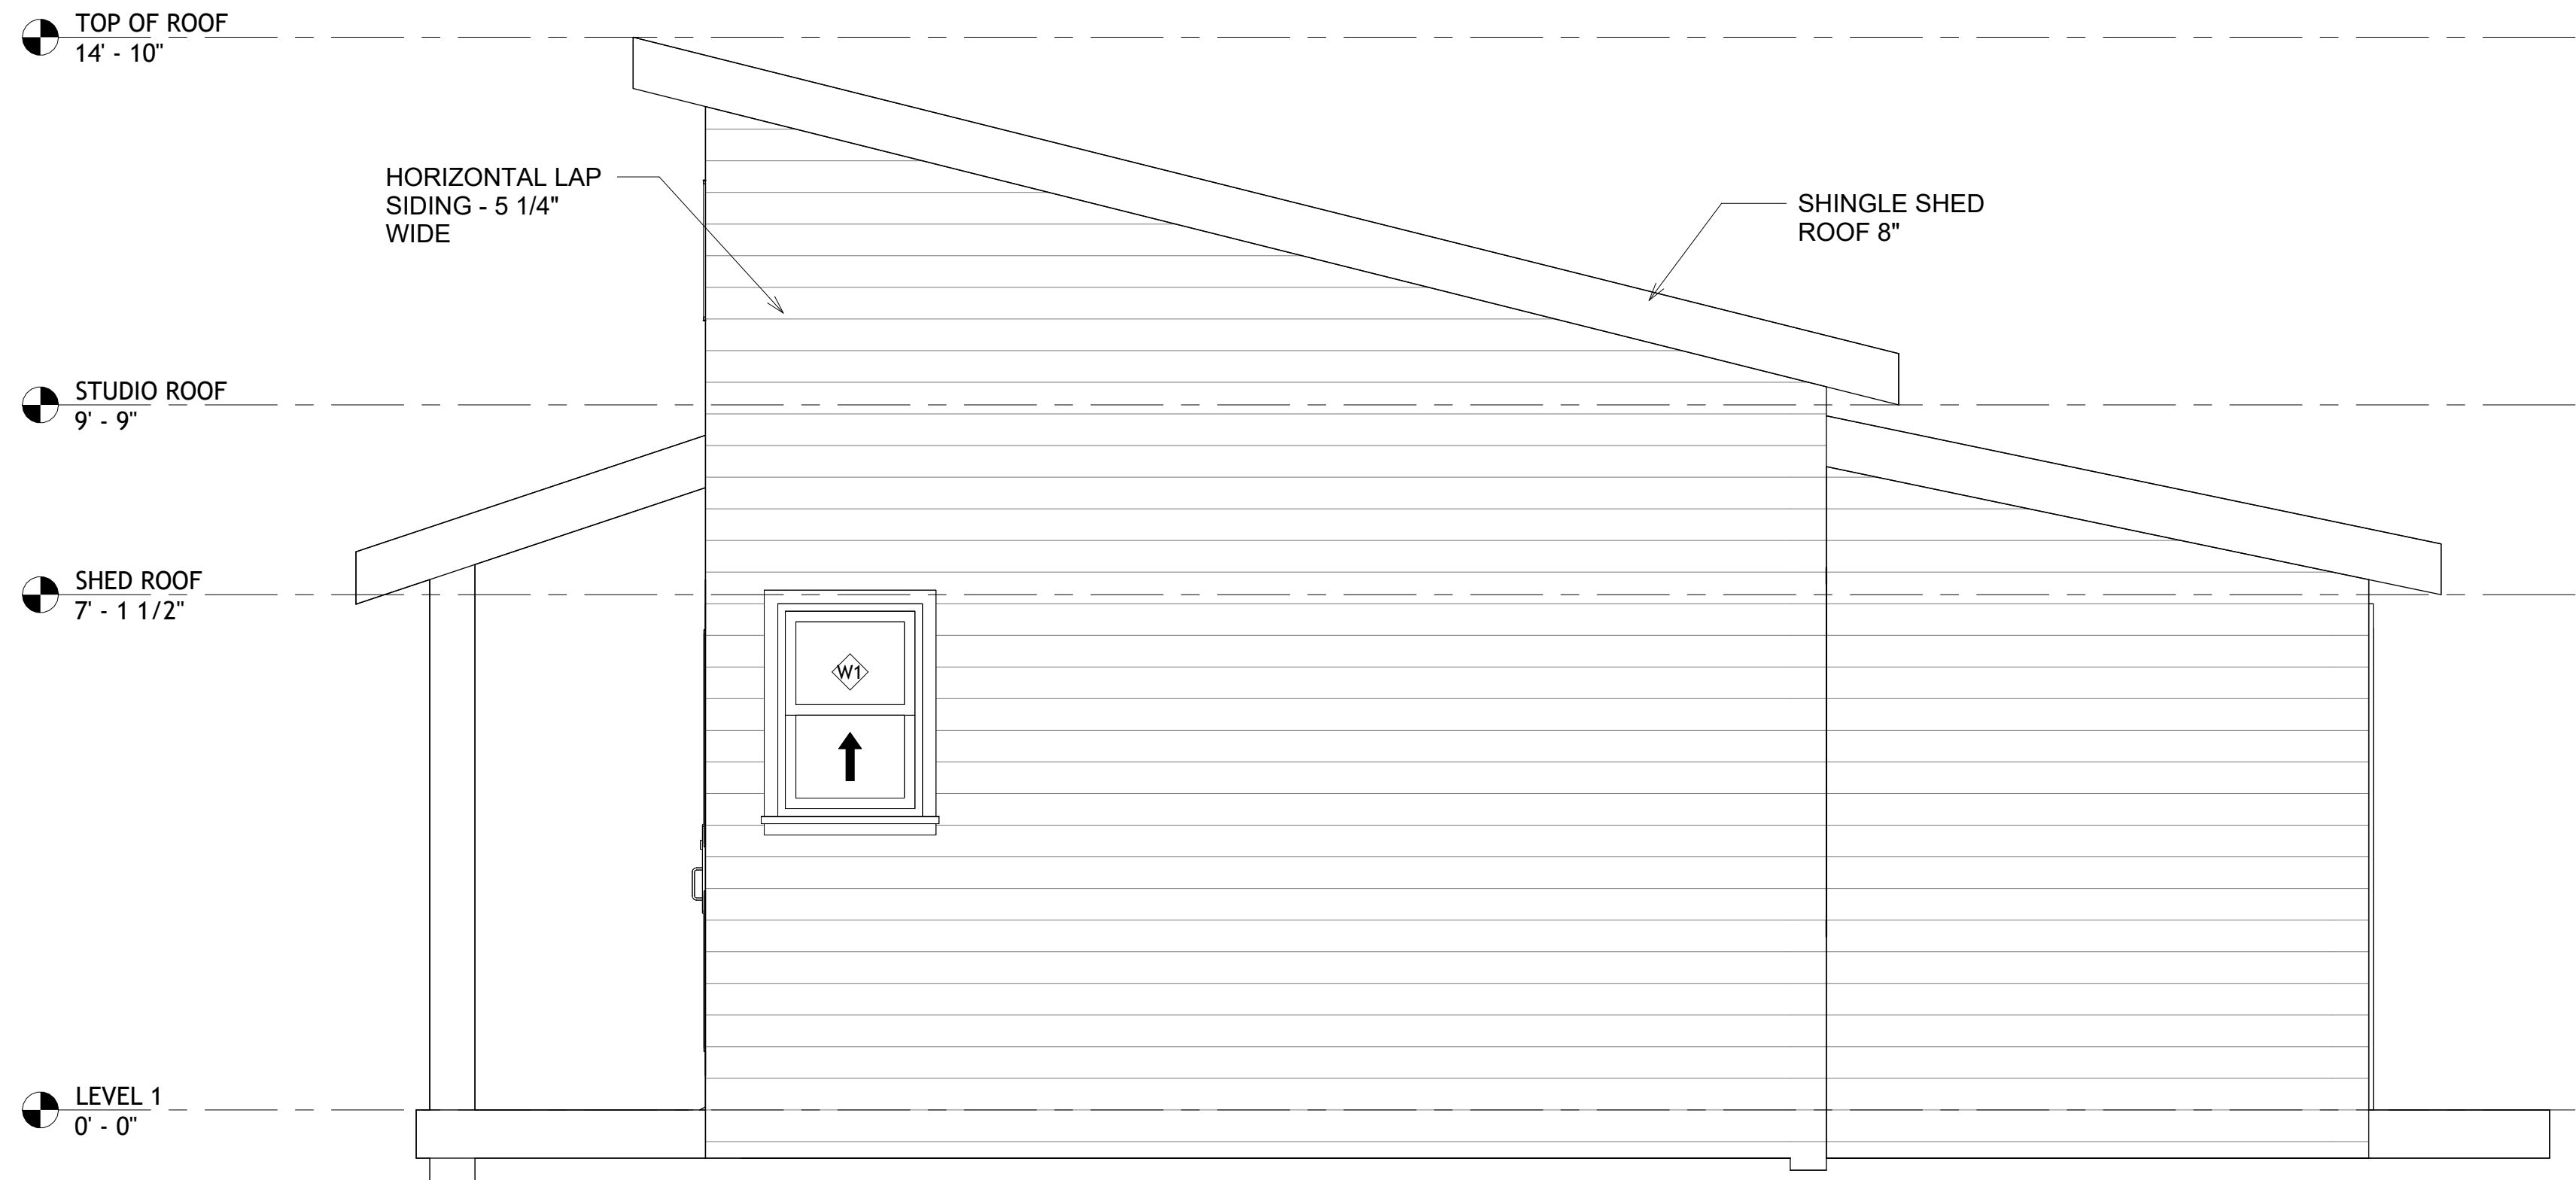 TOP OF ROOF
14' - 10"
HORIZONTAL LAP
SIDING - 5 1/4"
WIDE
SHINGLE SHED
ROOF 8"
STUDIO ROOF
9' - 9"
SHED ROOF
7' - 1 1/2"
W1
LEVEL 1
0' - 0"